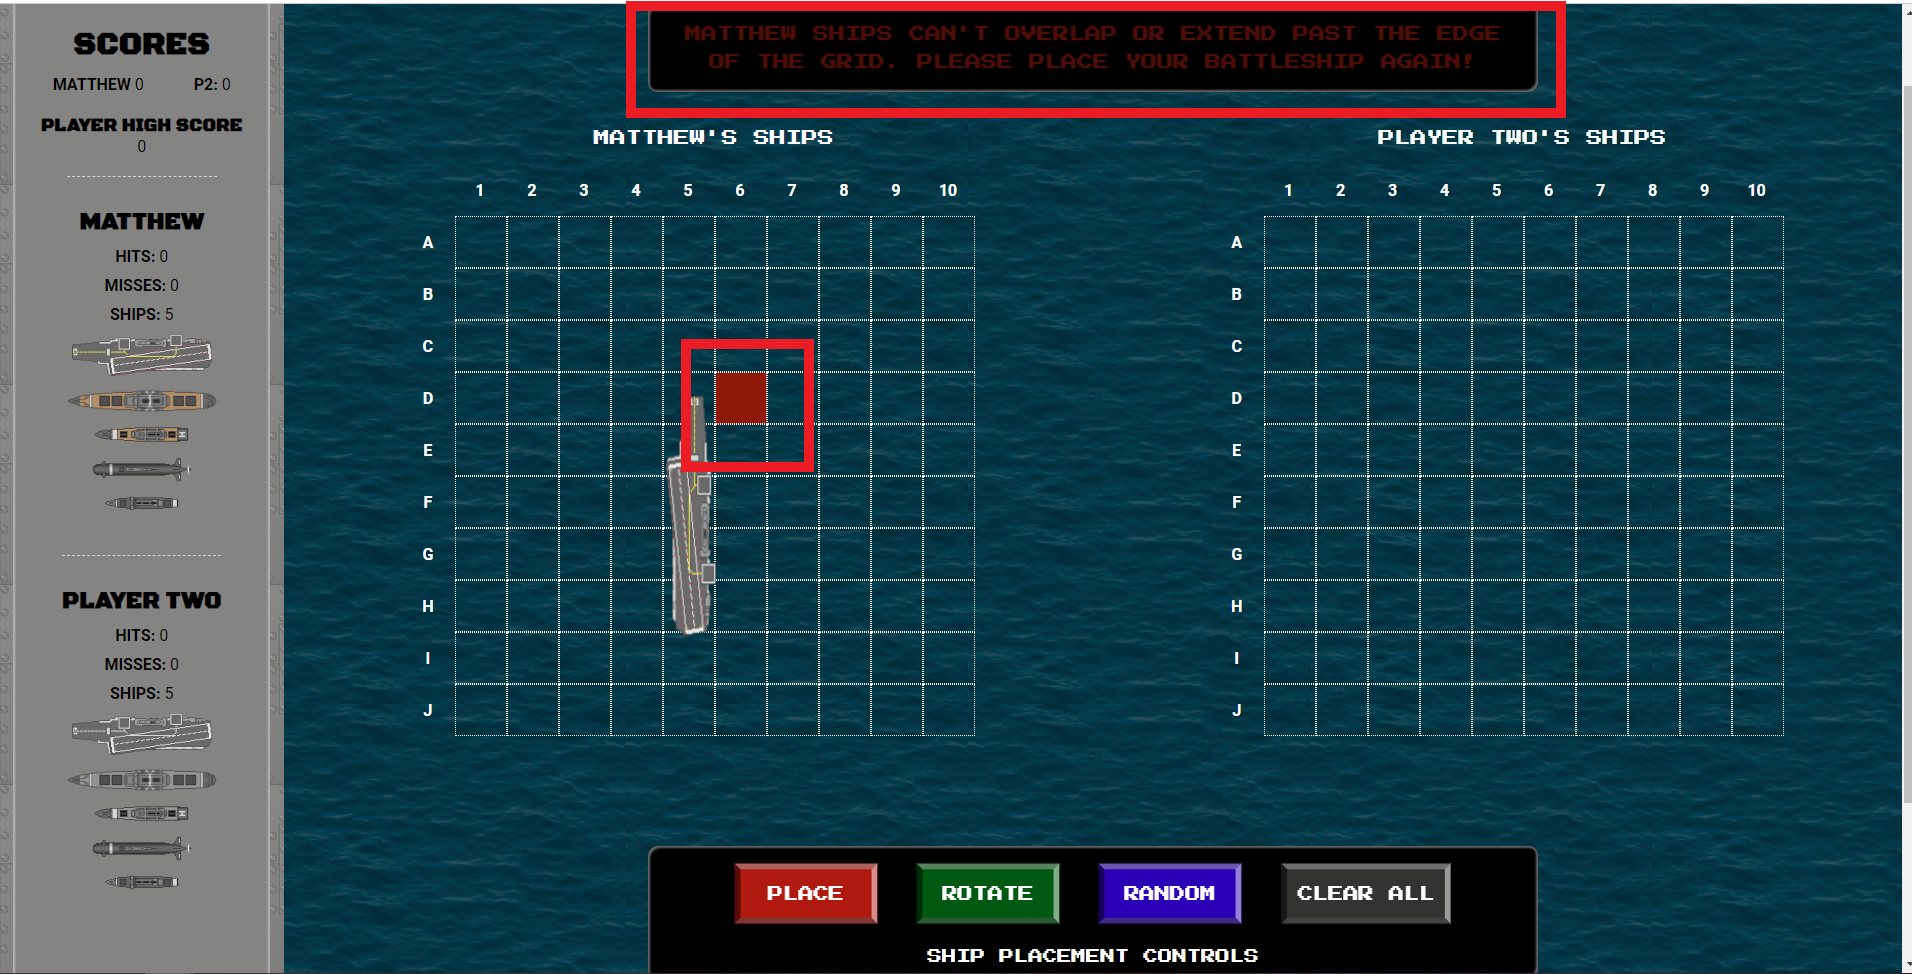 SCORES
MATTHEW 0 P2: 0
PLAYER HIGH SCORE
0
MATTHEW
HITS: 0
MISSES: 0
SHIPS: 5
PLAYER TWO
HITS: 0
MISSES: 0
SHIPS: 5
MATTHEW SHIPS CAN'T OVERLAP OR EXTEND PAST THE EDGE
OF THE GRID. PLEASE PLACE YOUR BATTLESHIP AGAIN!
MATTHEW'S SHIPS
1 2 3 4 5 6 7 8 9 10
A
B
C
D
E
F
G
H
I
J
PLAYER TWO'S SHIPS
1 2 3 4 5 6 7 8 9 10
A
B
C
D
E
F
G
H
I
J
PLACE ROTATE RANDOM CLEAR ALL
SHIP PLACEMENT CONTROLS